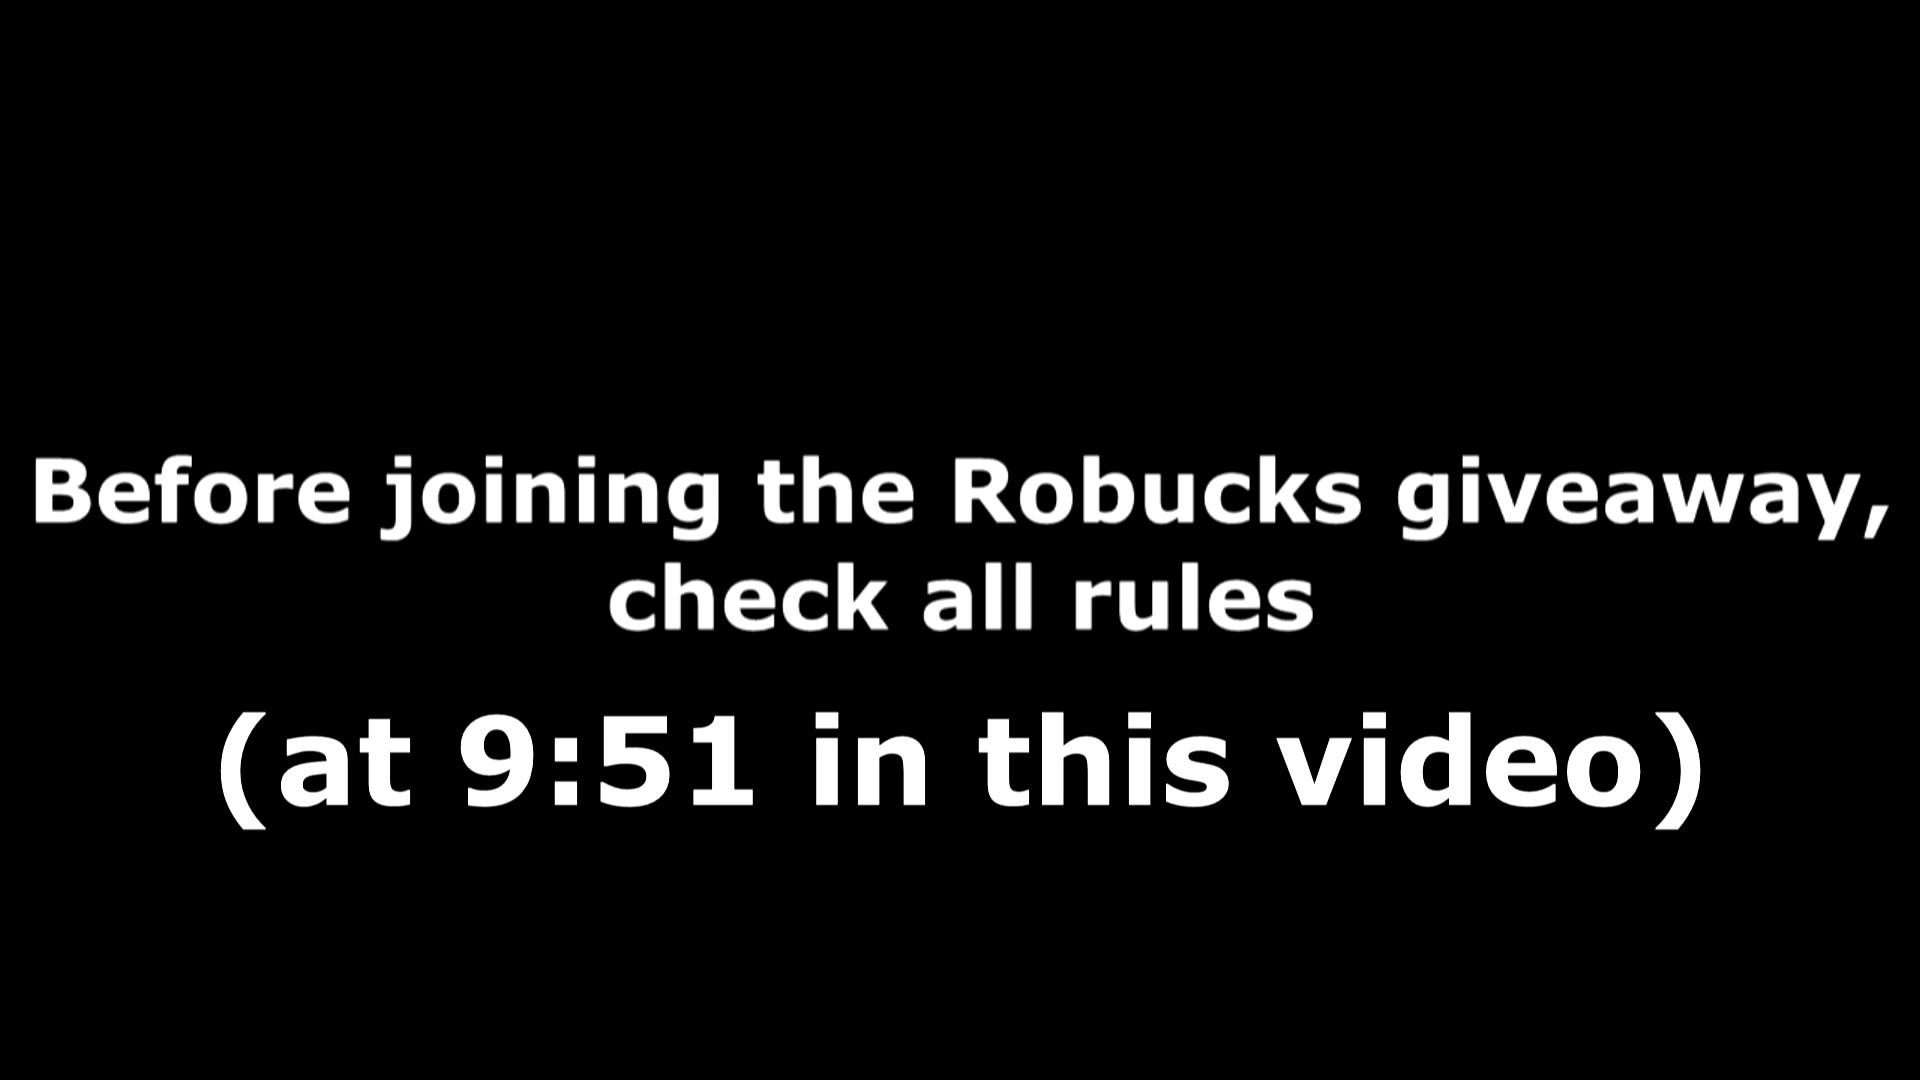 Before joining the Robucks giveaway,
check all rules
(at 9:51 in this video)